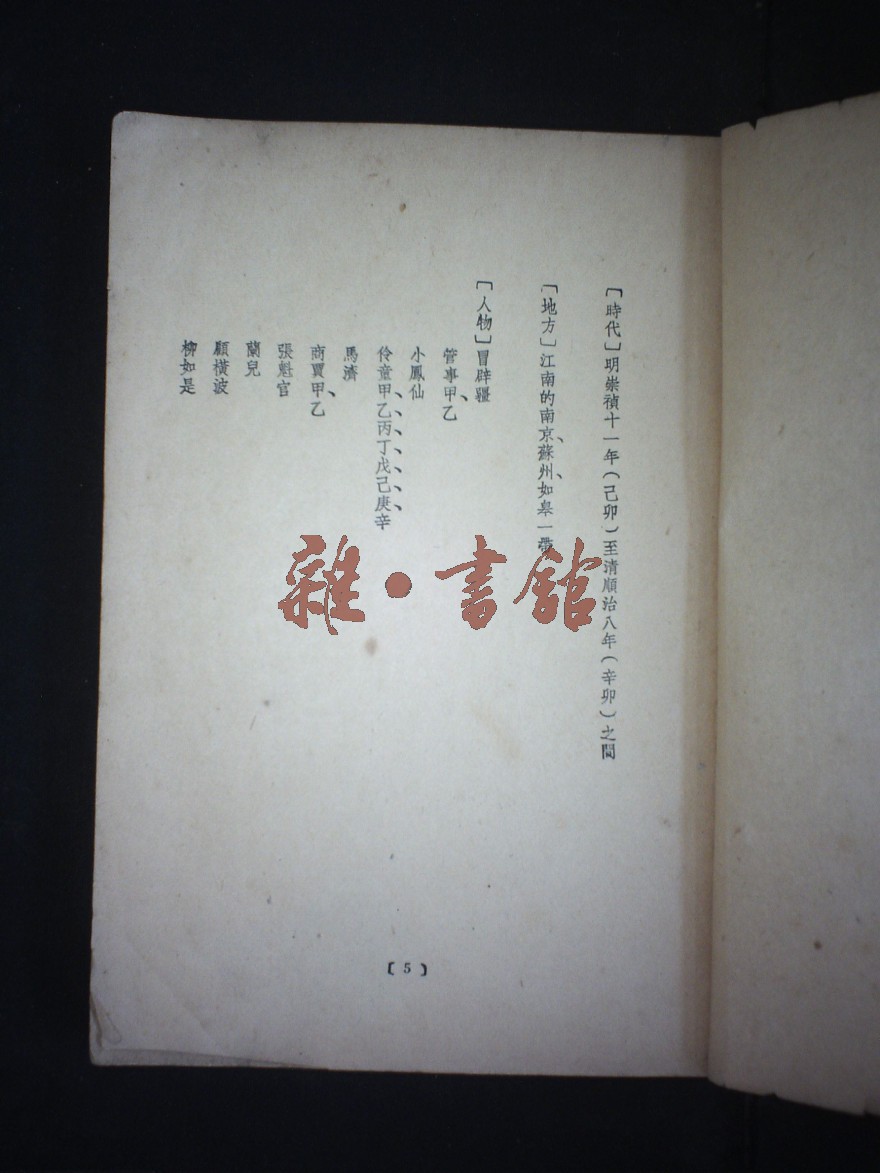 ［時代］明崇禎十一年（己卯）至清順治八年（辛卯）之間
［地方］江南的南京、蘇州、如皋一帶
［人物］冒辟疆
管事甲、乙
小鳳仙
伶童甲、乙、丙、丁、戊、己、庚、辛
馬濟
商賈甲、乙
張魁官
蘭兒
顧橫波
柳如是
【5】
雜·書館